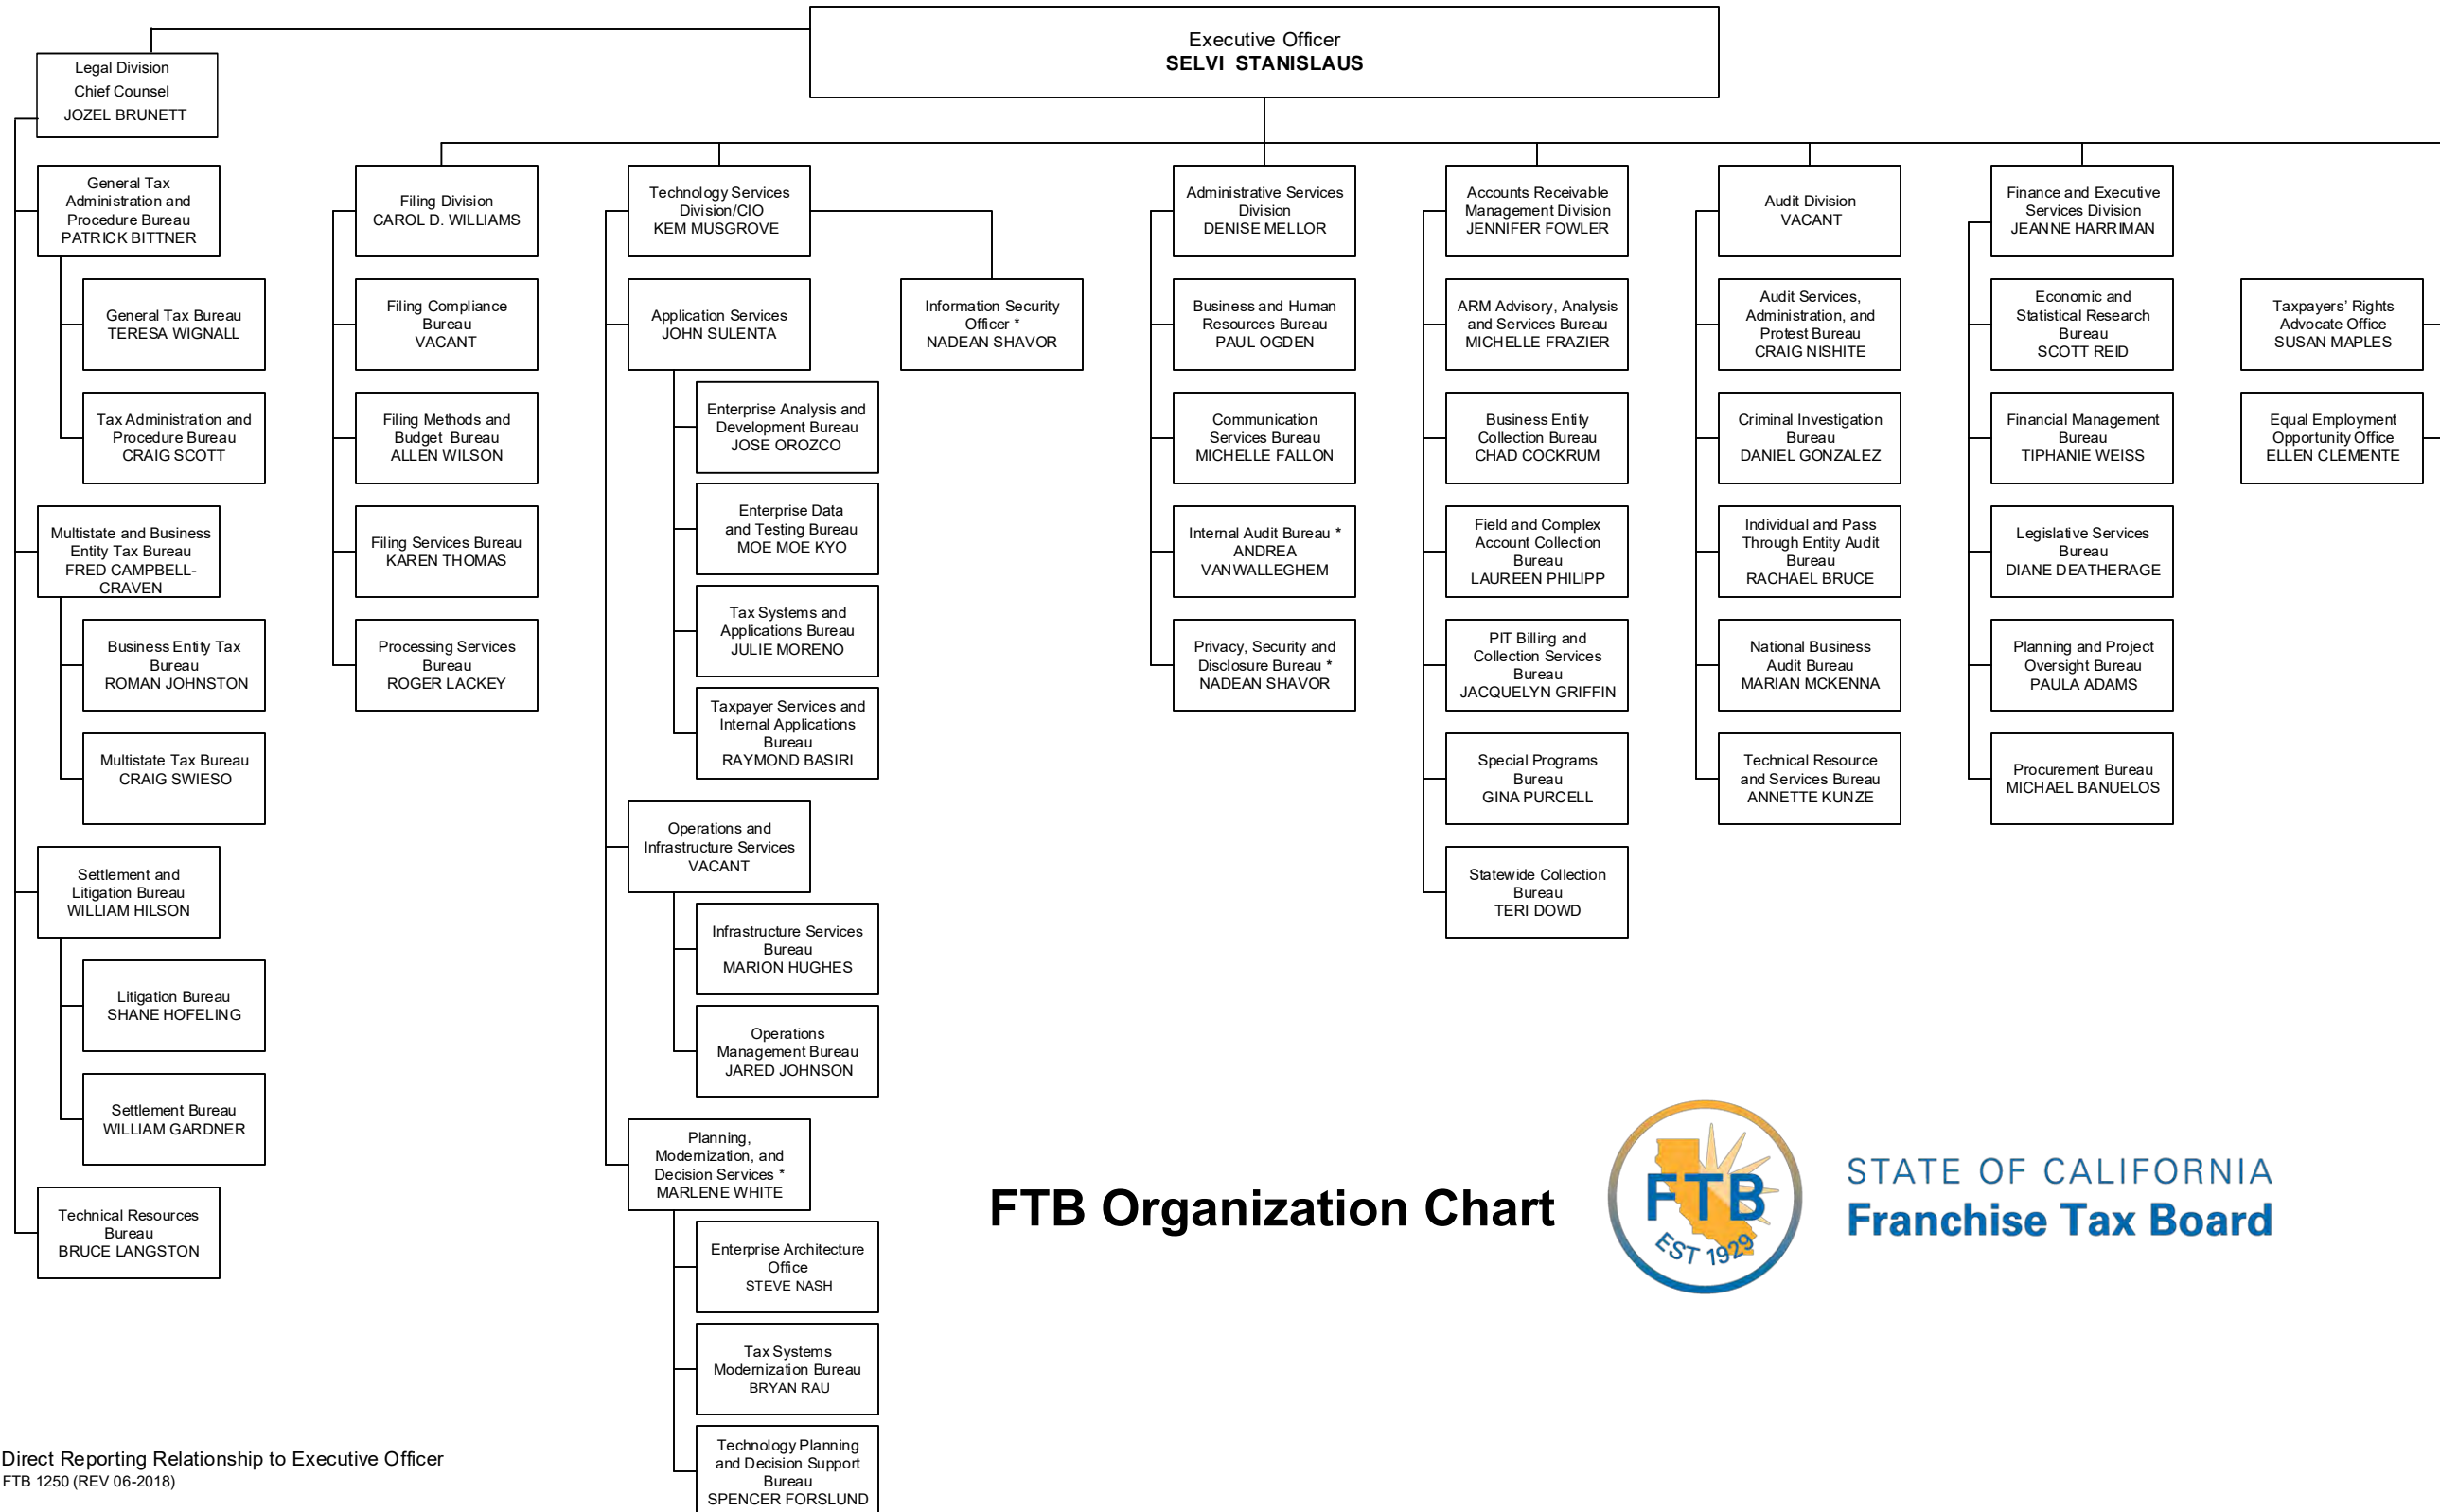 Executive Officer
SELVI STANISLAUS
Legal Division
Chief Counsel
JOZEL BRUNETT
General Tax
Administration and
Procedure Bureau
PATRICK BITTNER
General Tax Bureau
TERESA WIGNALL
Tax Administration and
Procedure Bureau
CRAIG SCOTT
Multistate and Business
Entity Tax Bureau
FRED CAMPBELL-
CRAVEN
Business Entity Tax
Bureau
ROMAN JOHNSTON
Multistate Tax Bureau
CRAIG SWIESO
Settlement and
Litigation Bureau
WILLIAM HILSON
Litigation Bureau
SHANE HOFELING
Settlement Bureau
WILLIAM GARDNER
Technical Resources
Bureau
BRUCE LANGSTON
Filing Division
CAROL D. WILLIAMS
Filing Compliance
Bureau
VACANT
Filing Methods and
Budget Bureau
ALLEN WILSON
Filing Services Bureau
KAREN THOMAS
Processing Services
Bureau
ROGER LACKEY
Technology Services
Division/CIO
KEM MUSGROVE
Information Security
Officer *
NADEAN SHAVOR
Application Services
JOHN SULENTA
Enterprise Analysis and
Development Bureau
JOSE OROZCO
Enterprise Data
and Testing Bureau
MOE MOE KYO
Tax Systems and
Applications Bureau
JULIE MORENO
Taxpayer Services and
Internal Applications
Bureau
RAYMOND BASIRI
Operations and
Infrastructure Services
VACANT
Infrastructure Services
Bureau
MARION HUGHES
Operations
Management Bureau
JARED JOHNSON
Planning,
Modernization, and
Decision Services *
MARLENE WHITE
Enterprise Architecture
Office
STEVE NASH
Tax Systems
Modernization Bureau
BRYAN RAU
Technology Planning
and Decision Support
Bureau
SPENCER FORSLUND
Administrative Services
Division
DENISE MELLOR
Business and Human
Resources Bureau
PAUL OGDEN
Communication
Services Bureau
MICHELLE FALLON
Internal Audit Bureau *
ANDREA
VANWALLEGHEM
Privacy, Security and
Disclosure Bureau *
NADEAN SHAVOR
Accounts Receivable
Management Division
JENNIFER FOWLER
ARM Advisory, Analysis
and Services Bureau
MICHELLE FRAZIER
Business Entity
Collection Bureau
CHAD COCKRUM
Field and Complex
Account Collection
Bureau
LAUREEN PHILIPP
PIT Billing and
Collection Services
Bureau
JACQUELYN GRIFFIN
Special Programs
Bureau
GINA PURCELL
Statewide Collection
Bureau
TERI DOWD
Audit Division
VACANT
Audit Services,
Administration, and
Protest Bureau
CRAIG NISHITE
Criminal Investigation
Bureau
DANIEL GONZALEZ
Individual and Pass
Through Entity Audit
Bureau
RACHAEL BRUCE
National Business
Audit Bureau
MARIAN MCKENNA
Technical Resource
and Services Bureau
ANNETTE KUNZE
Finance and Executive
Services Division
JEANNE HARRIMAN
Economic and
Statistical Research
Bureau
SCOTT REID
Financial Management
Bureau
TIPHANIE WEISS
Legislative Services
Bureau
DIANE DEATHERAGE
Planning and Project
Oversight Bureau
PAULA ADAMS
Procurement Bureau
MICHAEL BANUELOS
Taxpayers' Rights
Advocate Office
SUSAN MAPLES
Equal Employment
Opportunity Office
ELLEN CLEMENTE
FTB Organization Chart
FTB
EST 1929
STATE OF CALIFORNIA
Franchise Tax Board
Direct Reporting Relationship to Executive Officer
FTB 1250 (REV 06-2018)